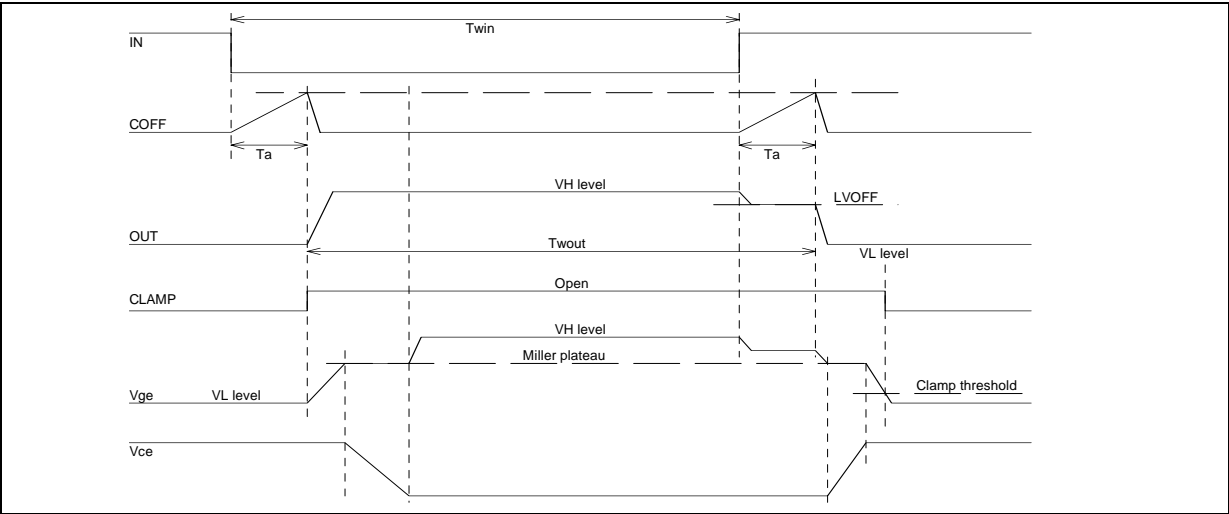 Twin
IN
COFF
Ta
Ta
VH level
LVOFF
OUT
Twout
VL level
Open
CLAMP
VH level
Miller plateau
Clamp threshold
Vge
VL level
Vce